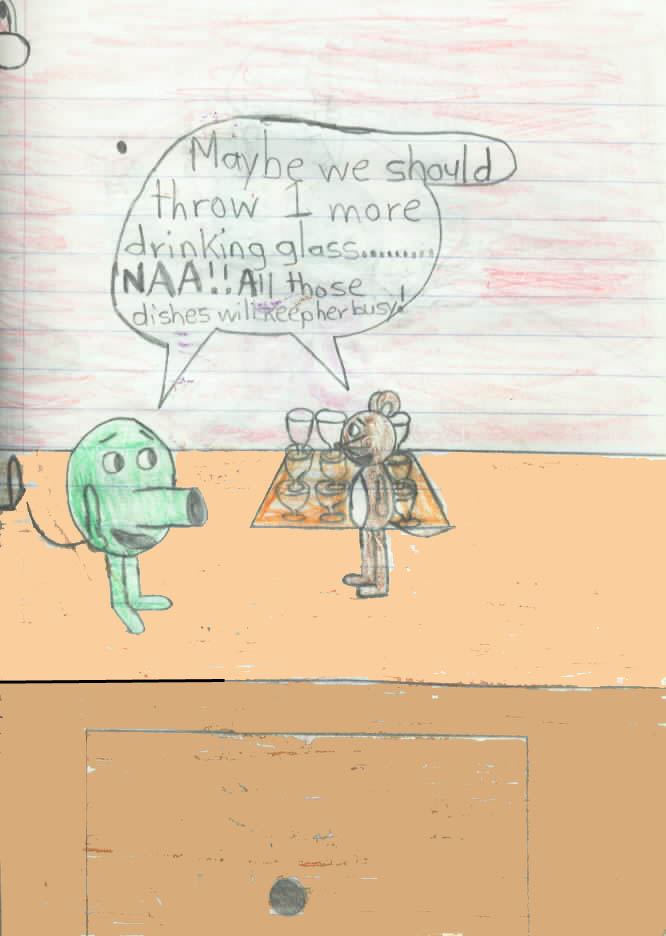 Maybe we should
throw 1 more
drinking glass.........
NAA!! All those
dishes will keep her busy!